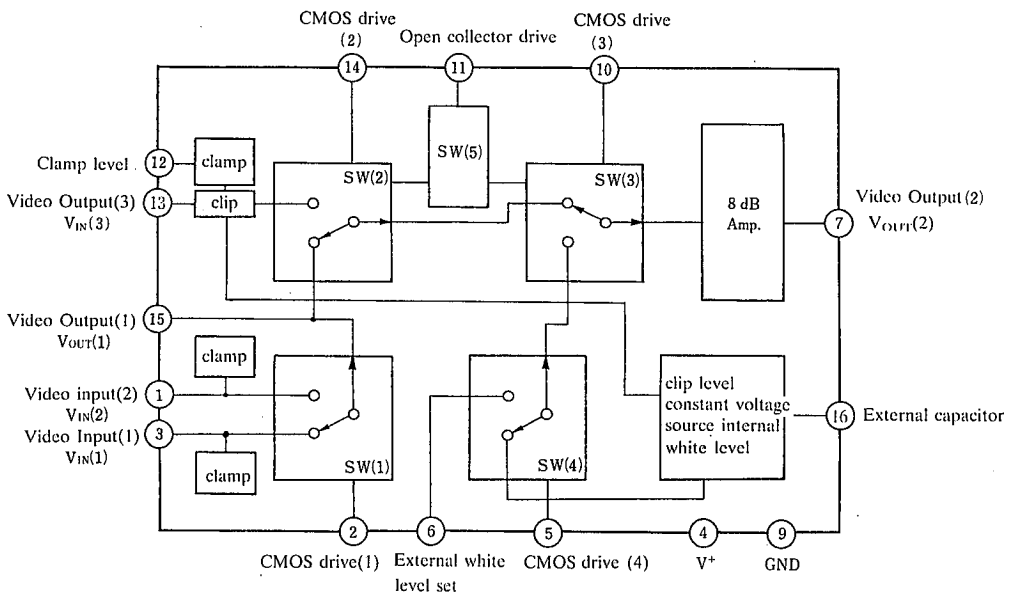 CMOS drive
(2)
14
Open collector drive
11
CMOS drive
(3)
10
Clamp level
12
clamp
Video Output(3)
13
VIN(3)
clip
SW(2)
SW(5)
SW(3)
8 dB
Amp.
Video Output(2)
7
VOUT(2)
Video Output(1)
15
VOUT(1)
clamp
Video input(2)
1
VIN(2)
Video Input(1)
3
VIN(1)
clamp
SW(1)
SW(4)
clip level
constant voltage
source internal
white level
16
External capacitor
2
CMOS drive(1)
6
External white
level set
5
CMOS drive (4)
4
V+
9
GND